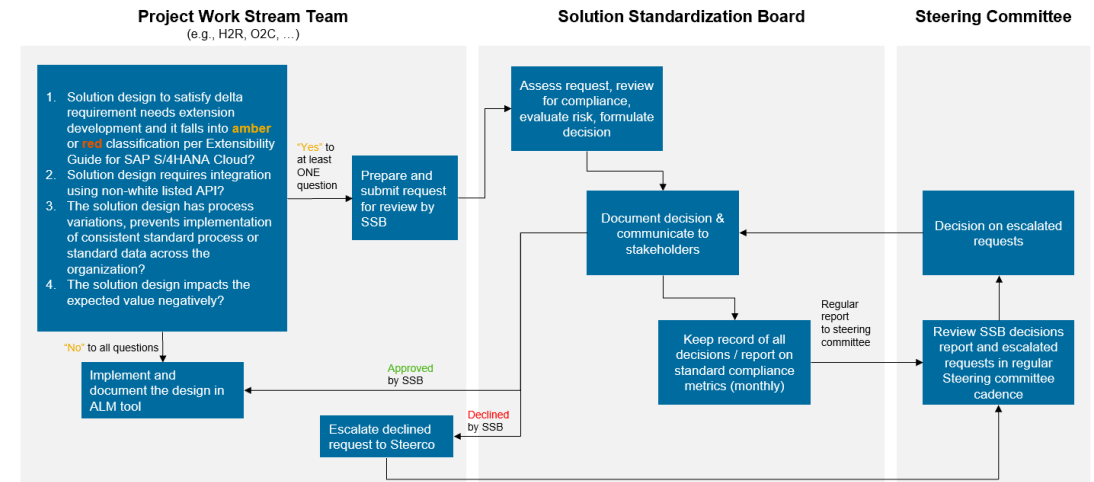 Project Work Stream Team
(e.g., H2R, O2C, …)
Solution Standardization Board
Steering Committee
1. Solution design to satisfy delta
requirement needs extension
development and it falls into amber
or red classification per Extensibility
Guide for SAP S/4HANA Cloud?
2. Solution design requires integration
using non-white listed API?
3. The solution design has process
variations, prevents implementation
of consistent standard process or
standard data across the
organization?
4. The solution design impacts the
expected value negatively?
"Yes" to
at least
ONE
question
Prepare and
submit request
for review by
SSB
Assess request, review
for compliance,
evaluate risk, formulate
decision
Document decision &
communicate to
stakeholders
Decision on escalated
requests
Regular
report
to steering
committee
Keep record of all
decisions / report on
standard compliance
metrics (monthly)
Review SSB decisions
report and escalated
requests in regular
Steering committee
cadence
"No" to all questions
Implement and
document the design in
ALM tool
Approved
by SSB
Declined
by SSB
Escalate declined
request to Steerco